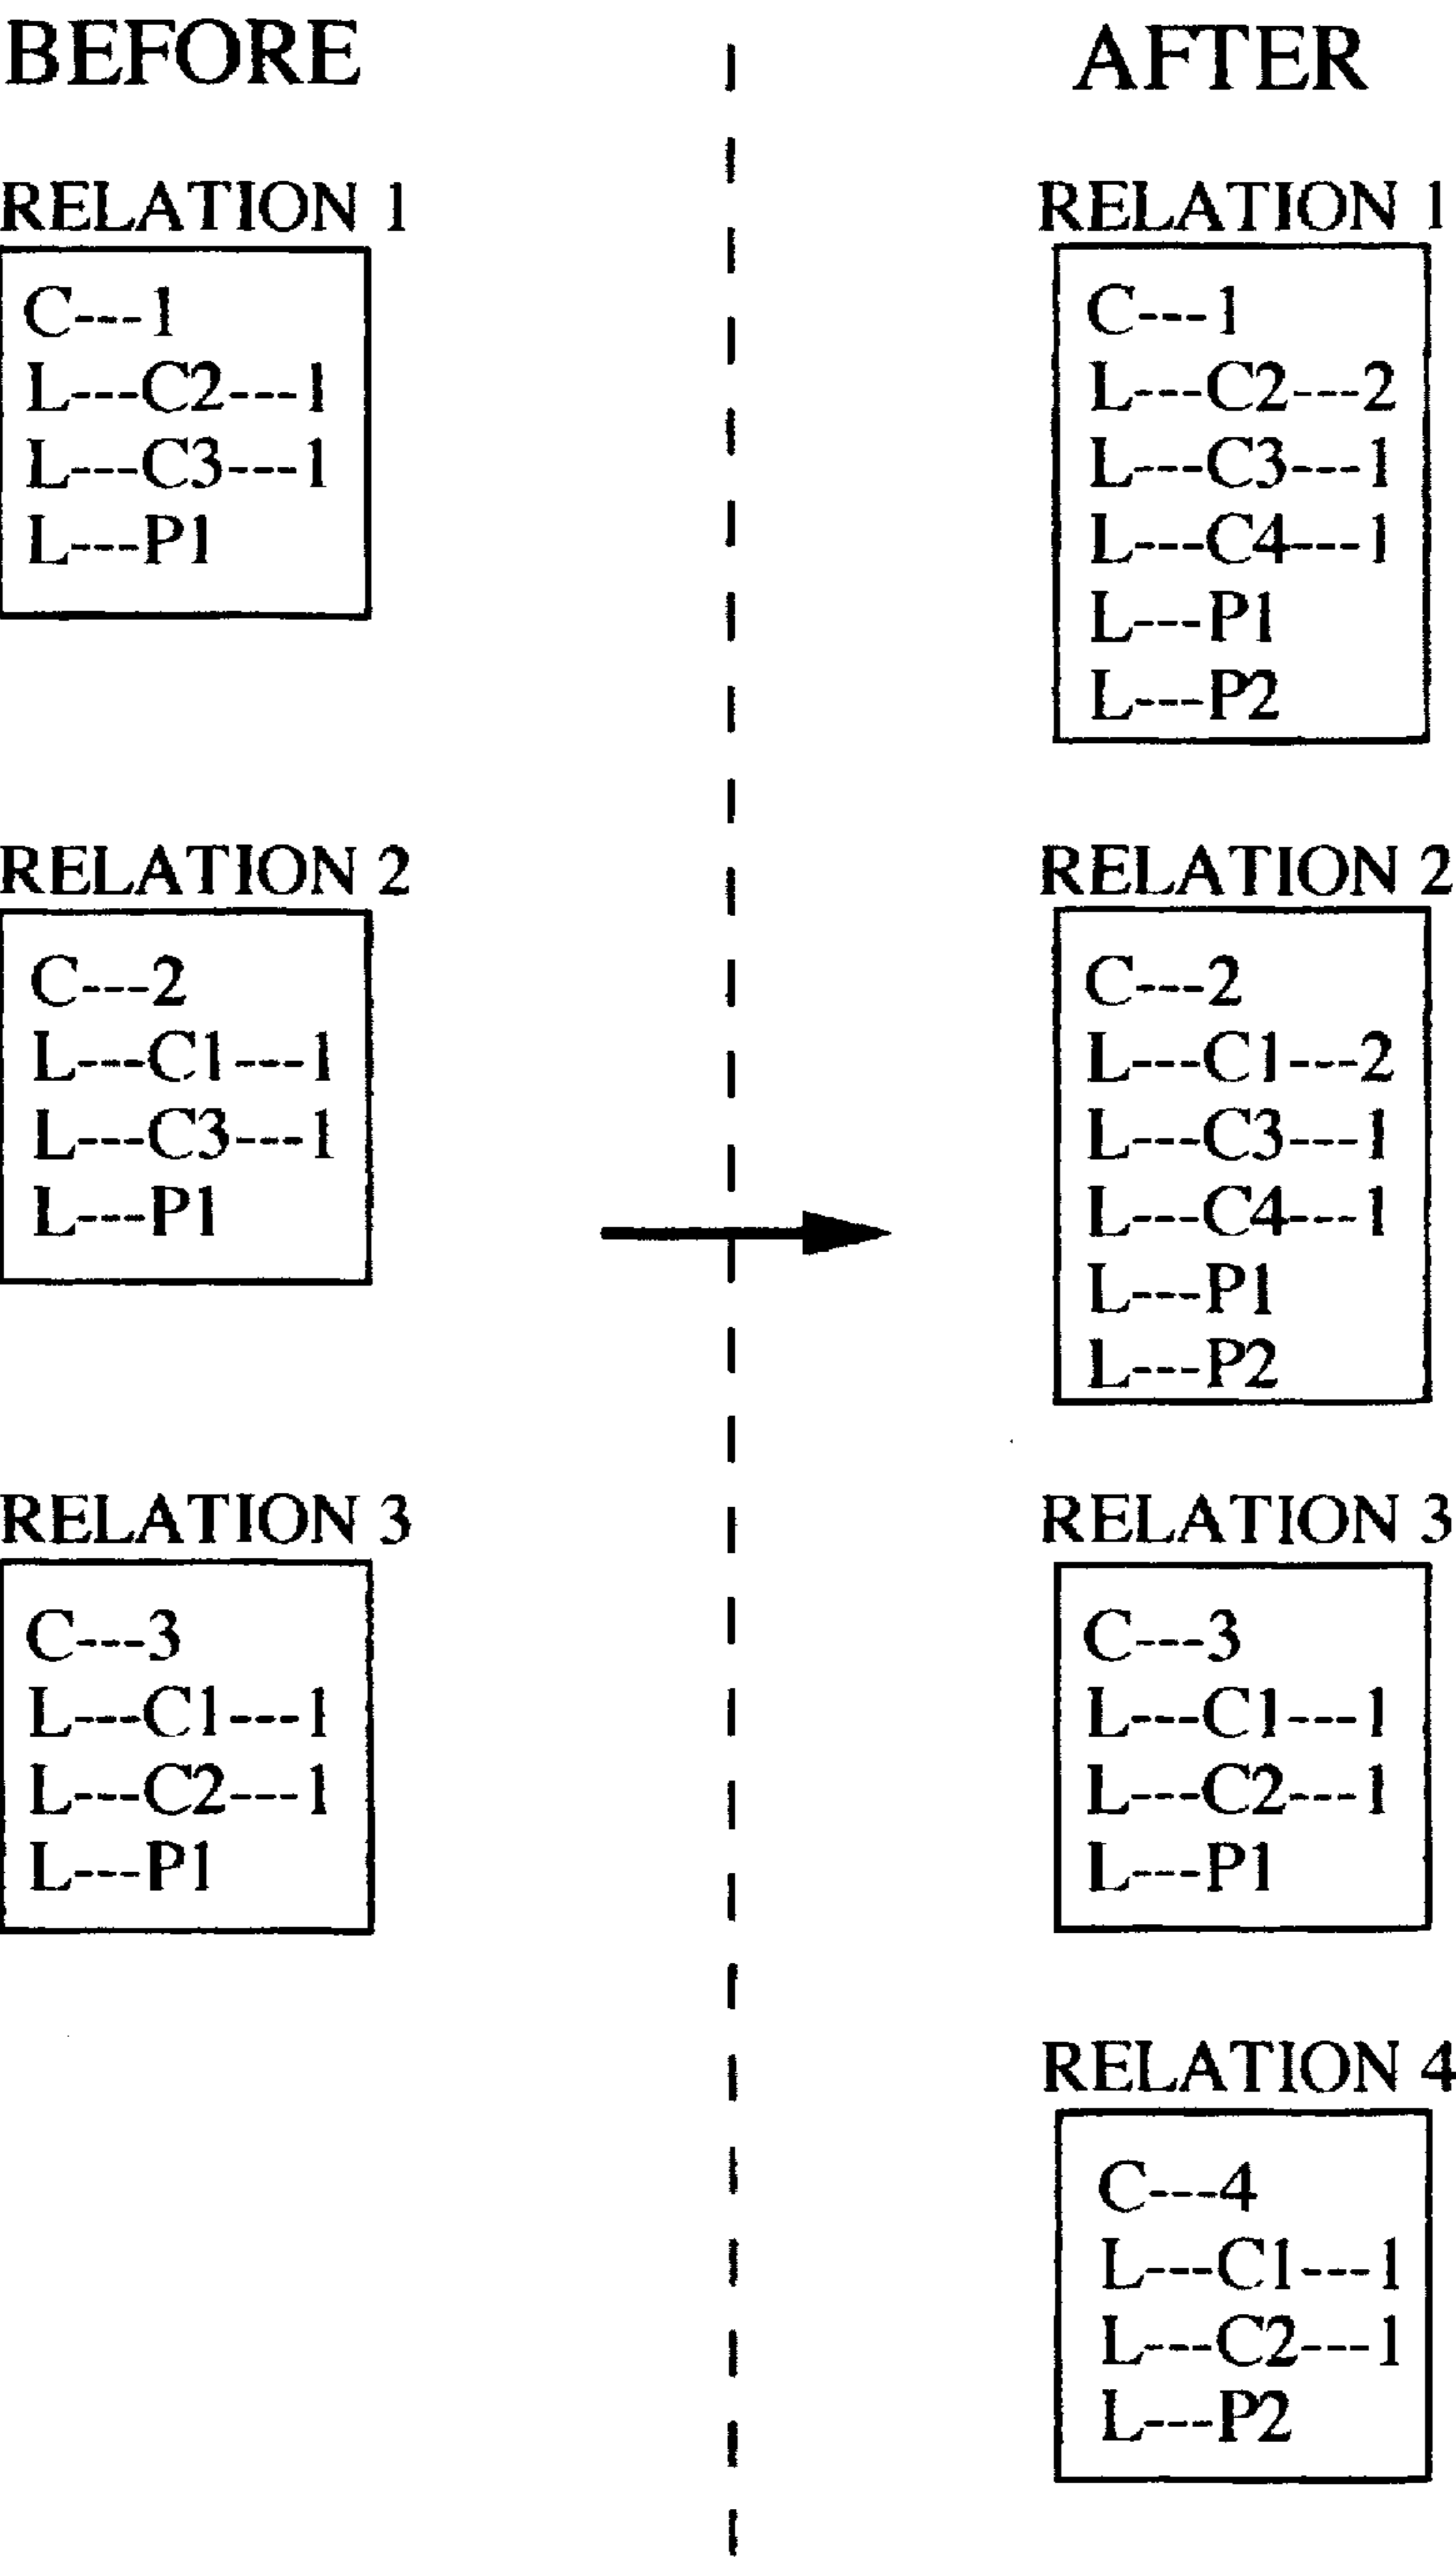 BEFORE
RELATION 1
C---1
L---C2---1
L---C3---1
L---P1
RELATION 2
C---2
L---C1---1
L---C3---1
L---P1
RELATION 3
C---3
L---C1---1
L---C2---1
L---P1
AFTER
RELATION 1
C---1
L---C2---2
L---C3---1
L---C4---1
L---P1
L---P2
RELATION 2
C---2
L---C1---2
L---C3---1
L---C4---1
L---P1
L---P2
RELATION 3
C---3
L---C1---1
L---C2---1
L---P1
RELATION 4
C---4
L---C1---1
L---C2---1
L---P2